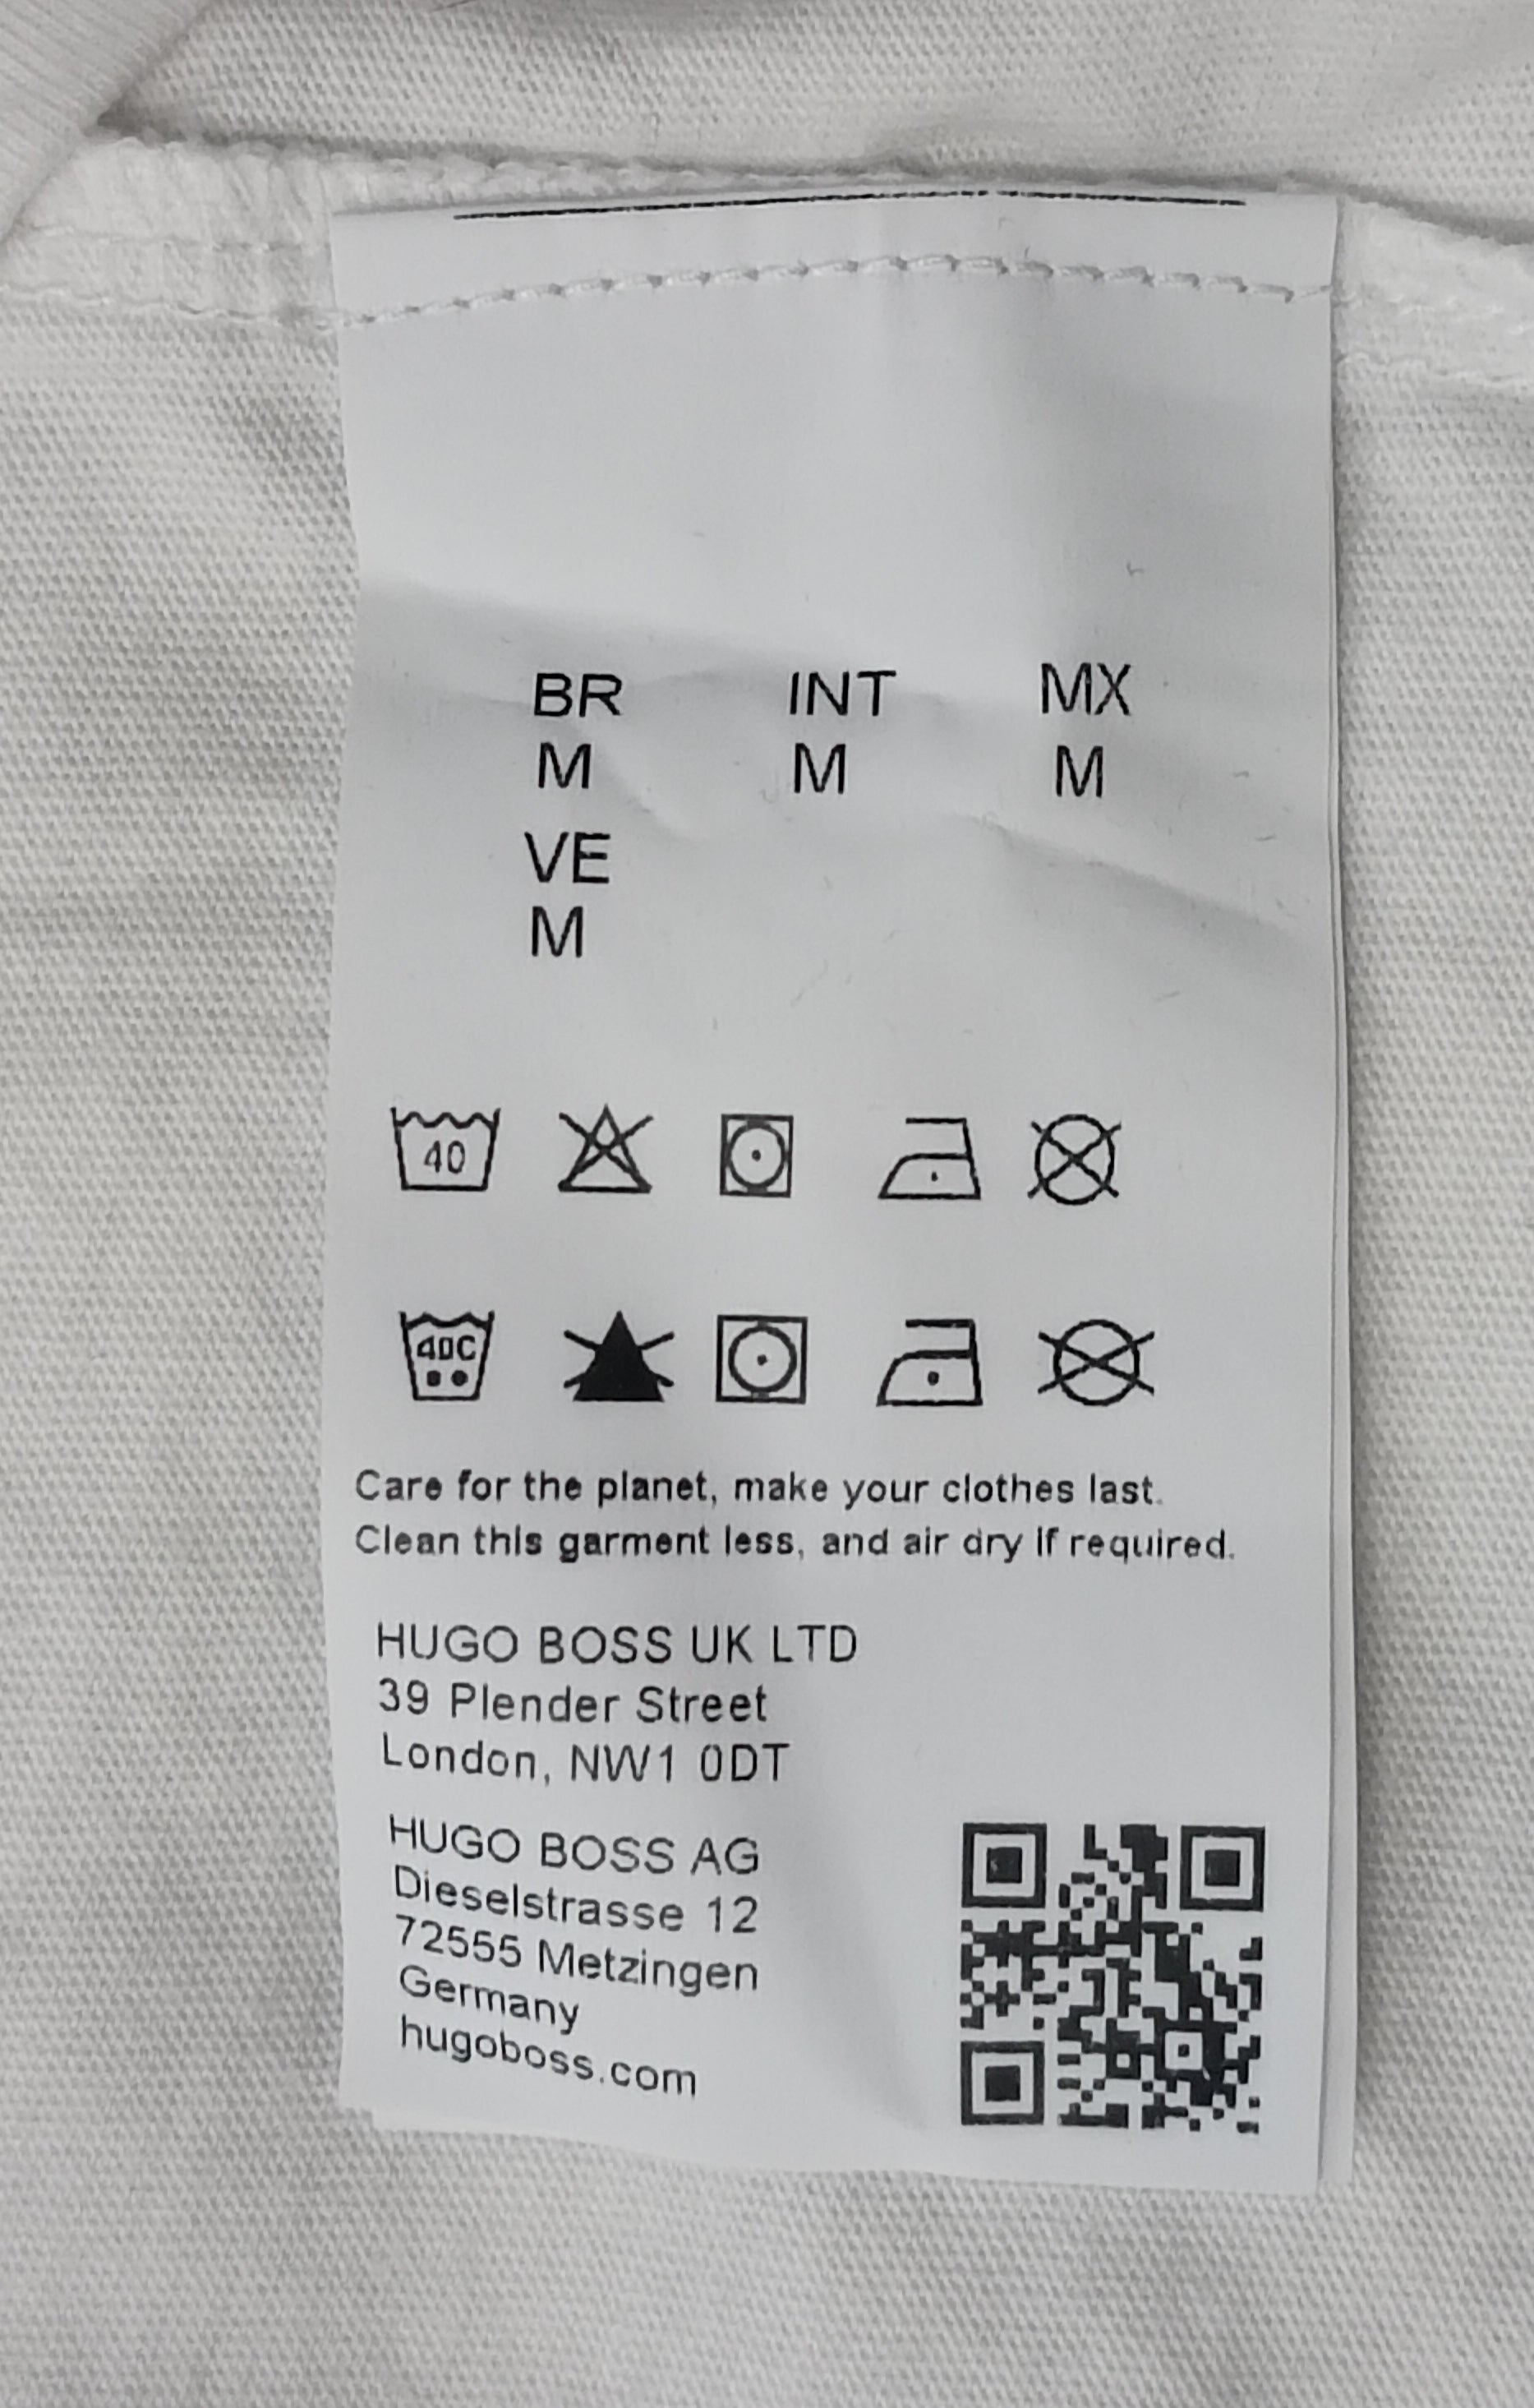 BR INT MX
M M M
VE
M
40
40C
Care for the planet, make your clothes last.
Clean this garment less, and air dry if required.
HUGO BOSS UK LTD
39 Plender Street
London, NW1 0DT
HUGO BOSS AG
Dieselstrasse 12
72555 Metzingen
Germany
hugoboss.com